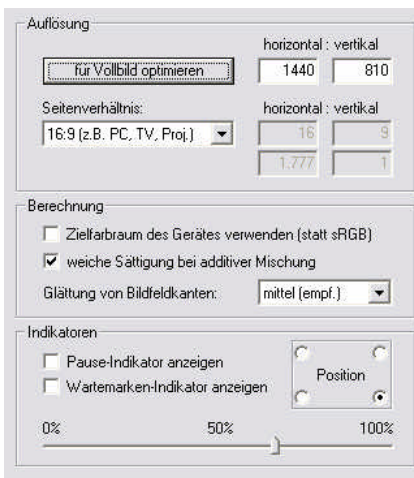 Auflösung
horizontal : vertikal
für Vollbild optimieren 1440 810
Seitenverhältnis: horizontal : vertikal
16:9 (z.B. PC, TV, Proj.) 16 9
1.777 1
Berechnung
Zielfarbraum des Gerätes verwenden (statt sRGB)
weiche Sättigung bei additiver Mischung
Glättung von Bildfeldkanten: mittel (empf.)
Indikatoren
Pause-Indikator anzeigen
Position
Wartemarken-Indikator anzeigen
0% 50% 100%